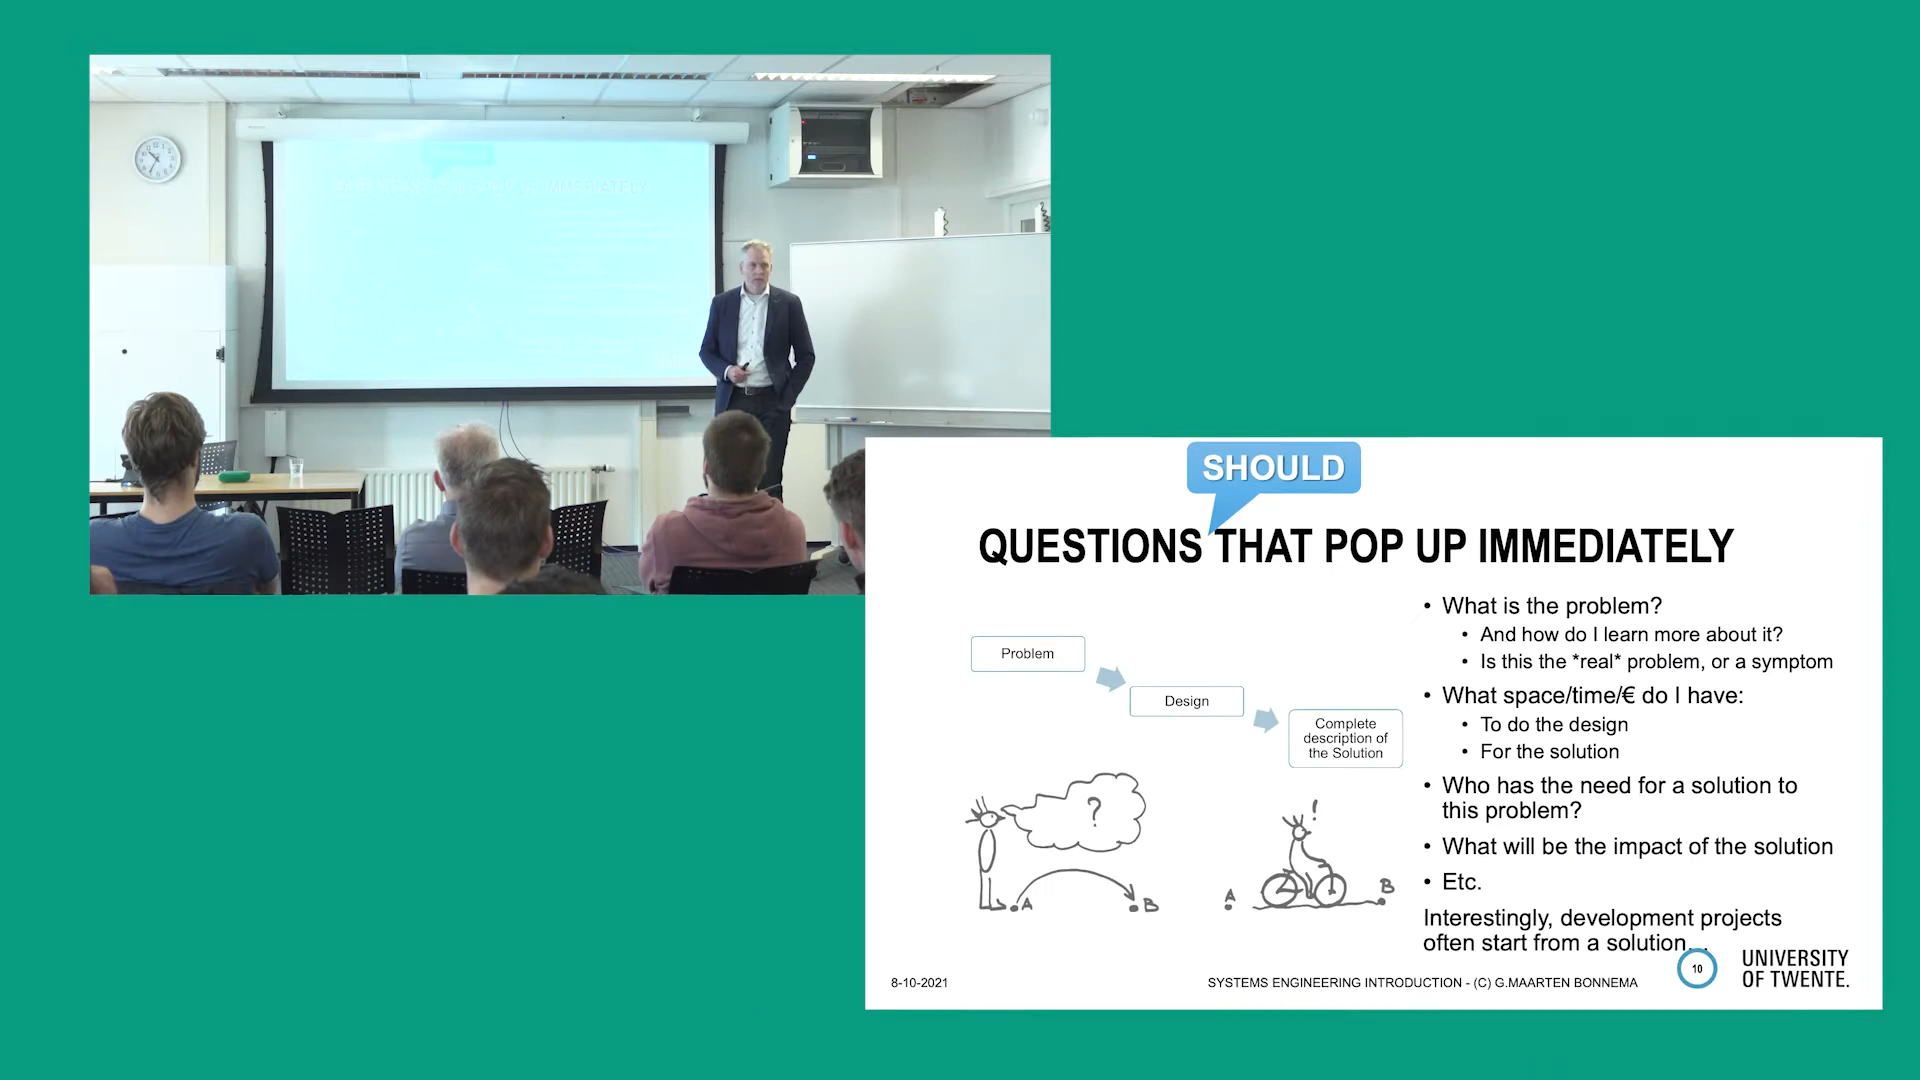 SHOULD
QUESTIONS THAT POP UP IMMEDIATELY
Problem
Design
Complete
description of
the Solution
?
A
B
!
A
B
• What is the problem?
• And how do I learn more about it?
• Is this the *real* problem, or a symptom
• What space/time/€ do I have:
• To do the design
• For the solution
• Who has the need for a solution to
this problem?
• What will be the impact of the solution
• Etc.
Interestingly, development projects
often start from a solution...
8-10-2021
SYSTEMS ENGINEERING INTRODUCTION - (C) G.MAARTEN BONNEMA
10
UNIVERSITY
OF TWENTE.